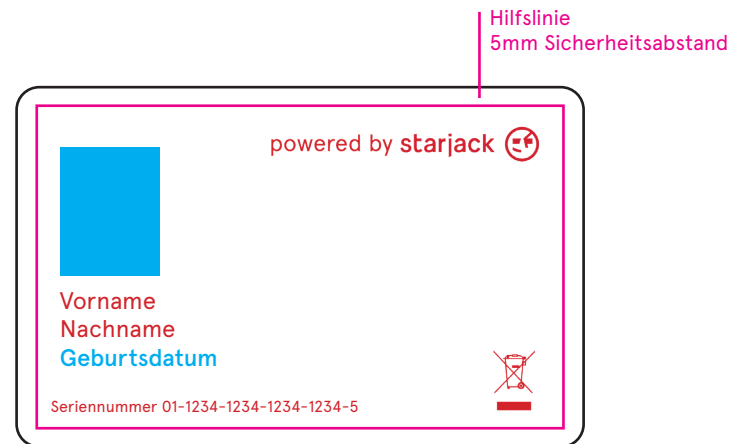 Hilfslinie
5mm Sicherheitsabstand
powered by starjack
Vorname
Nachname
Geburtsdatum
Seriennummer 01-1234-1234-1234-1234-5